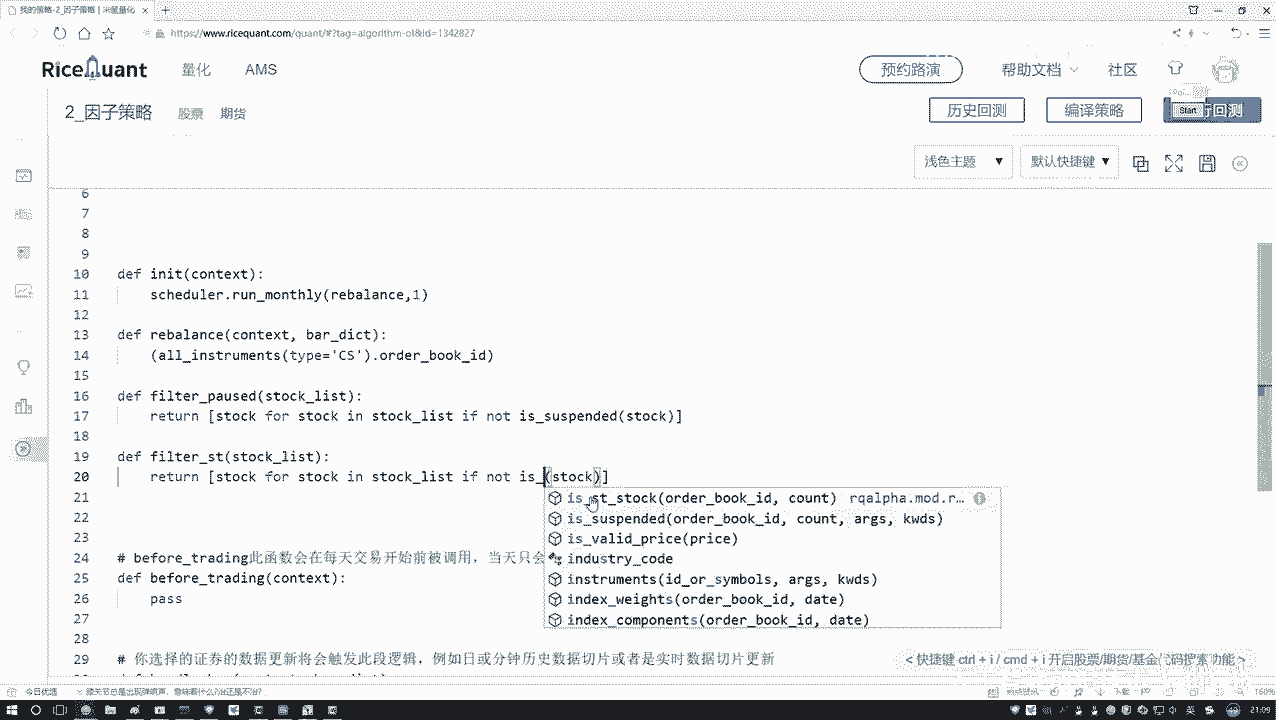 我的策略-2_因子策略 | 米筐量化
https://www.ricequant.com/quant/#?tag=algorithm-ol&id=1342827
RiceQuant 量化 AMS 预约路演 帮助文档 社区
2_因子策略 股票 期货 历史回测 编译策略 Start 回测
浅色主题 ▼ 默认快捷键 ▼
6
7
8
9
10 def init(context):
11 scheduler.run_monthly(rebalance,1)
12
13 def rebalance(context, bar_dict):
14 (all_instruments(type='CS').order_book_id)
15
16 def filter_paused(stock_list):
17 return [stock for stock in stock_list if not is_suspended(stock)]
18
19 def filter_st(stock_list):
20 return [stock for stock in stock_list if not is_(stock)]
21 is_st_stock(order_book_id, count) rqalpha.mod.r…
22 is_suspended(order_book_id, count, args, kwds)
23 is_valid_price(price)
24 # before_trading此函数会在每天交易开始前被调用，当天只会 industry_code
25 def before_trading(context): instruments(id_or_symbols, args, kwds)
26 pass index_weights(order_book_id, date)
27 index_components(order_book_id, date)
28
29 # 你选择的证券的数据更新将会触发此段逻辑，例如日或分钟历史数据切片或者是实时数据切片更新
<快捷键 ctrl + i / cmd + i 开启股票/期货/基金代码搜索功能>
今日优选
160%
21:09